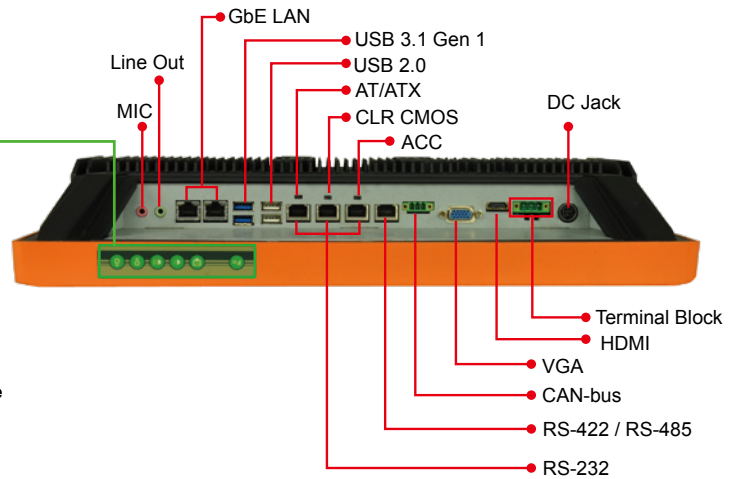 GbE LAN
USB 3.1 Gen 1
Line Out
USB 2.0
AT/ATX
MIC
CLR CMOS
DC Jack
ACC
Terminal Block
HDMI
VGA
e
CAN-bus
RS-422 / RS-485
RS-232